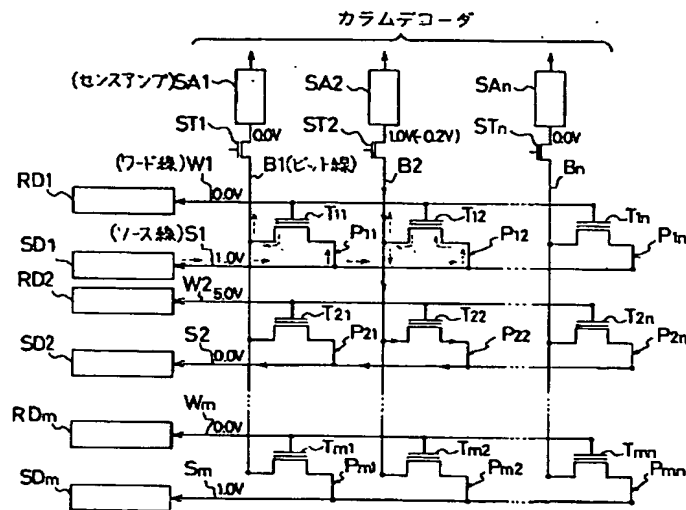 カラムデコーダ
(センスアンプ)SA1 SA2 SAn
ST1 0.0V ST2 1.0V(-0.2V) STn 0.0V
(ワード線)W1 B1(ビット線) B2 Bn
RD1 0.0V
T11 T12 T1n
(ソース線)S1 P11 P12 P1n
SD1 1.0V
RD2 W2 5.0V
T21 T22 T2n
S2 P21 P22 P2n
SD2 0.0V
RDm Wm 0.0V
Tm1 Tm2 Tmn
Sm Pm1 Pm2 Pmn
SDm 1.0V